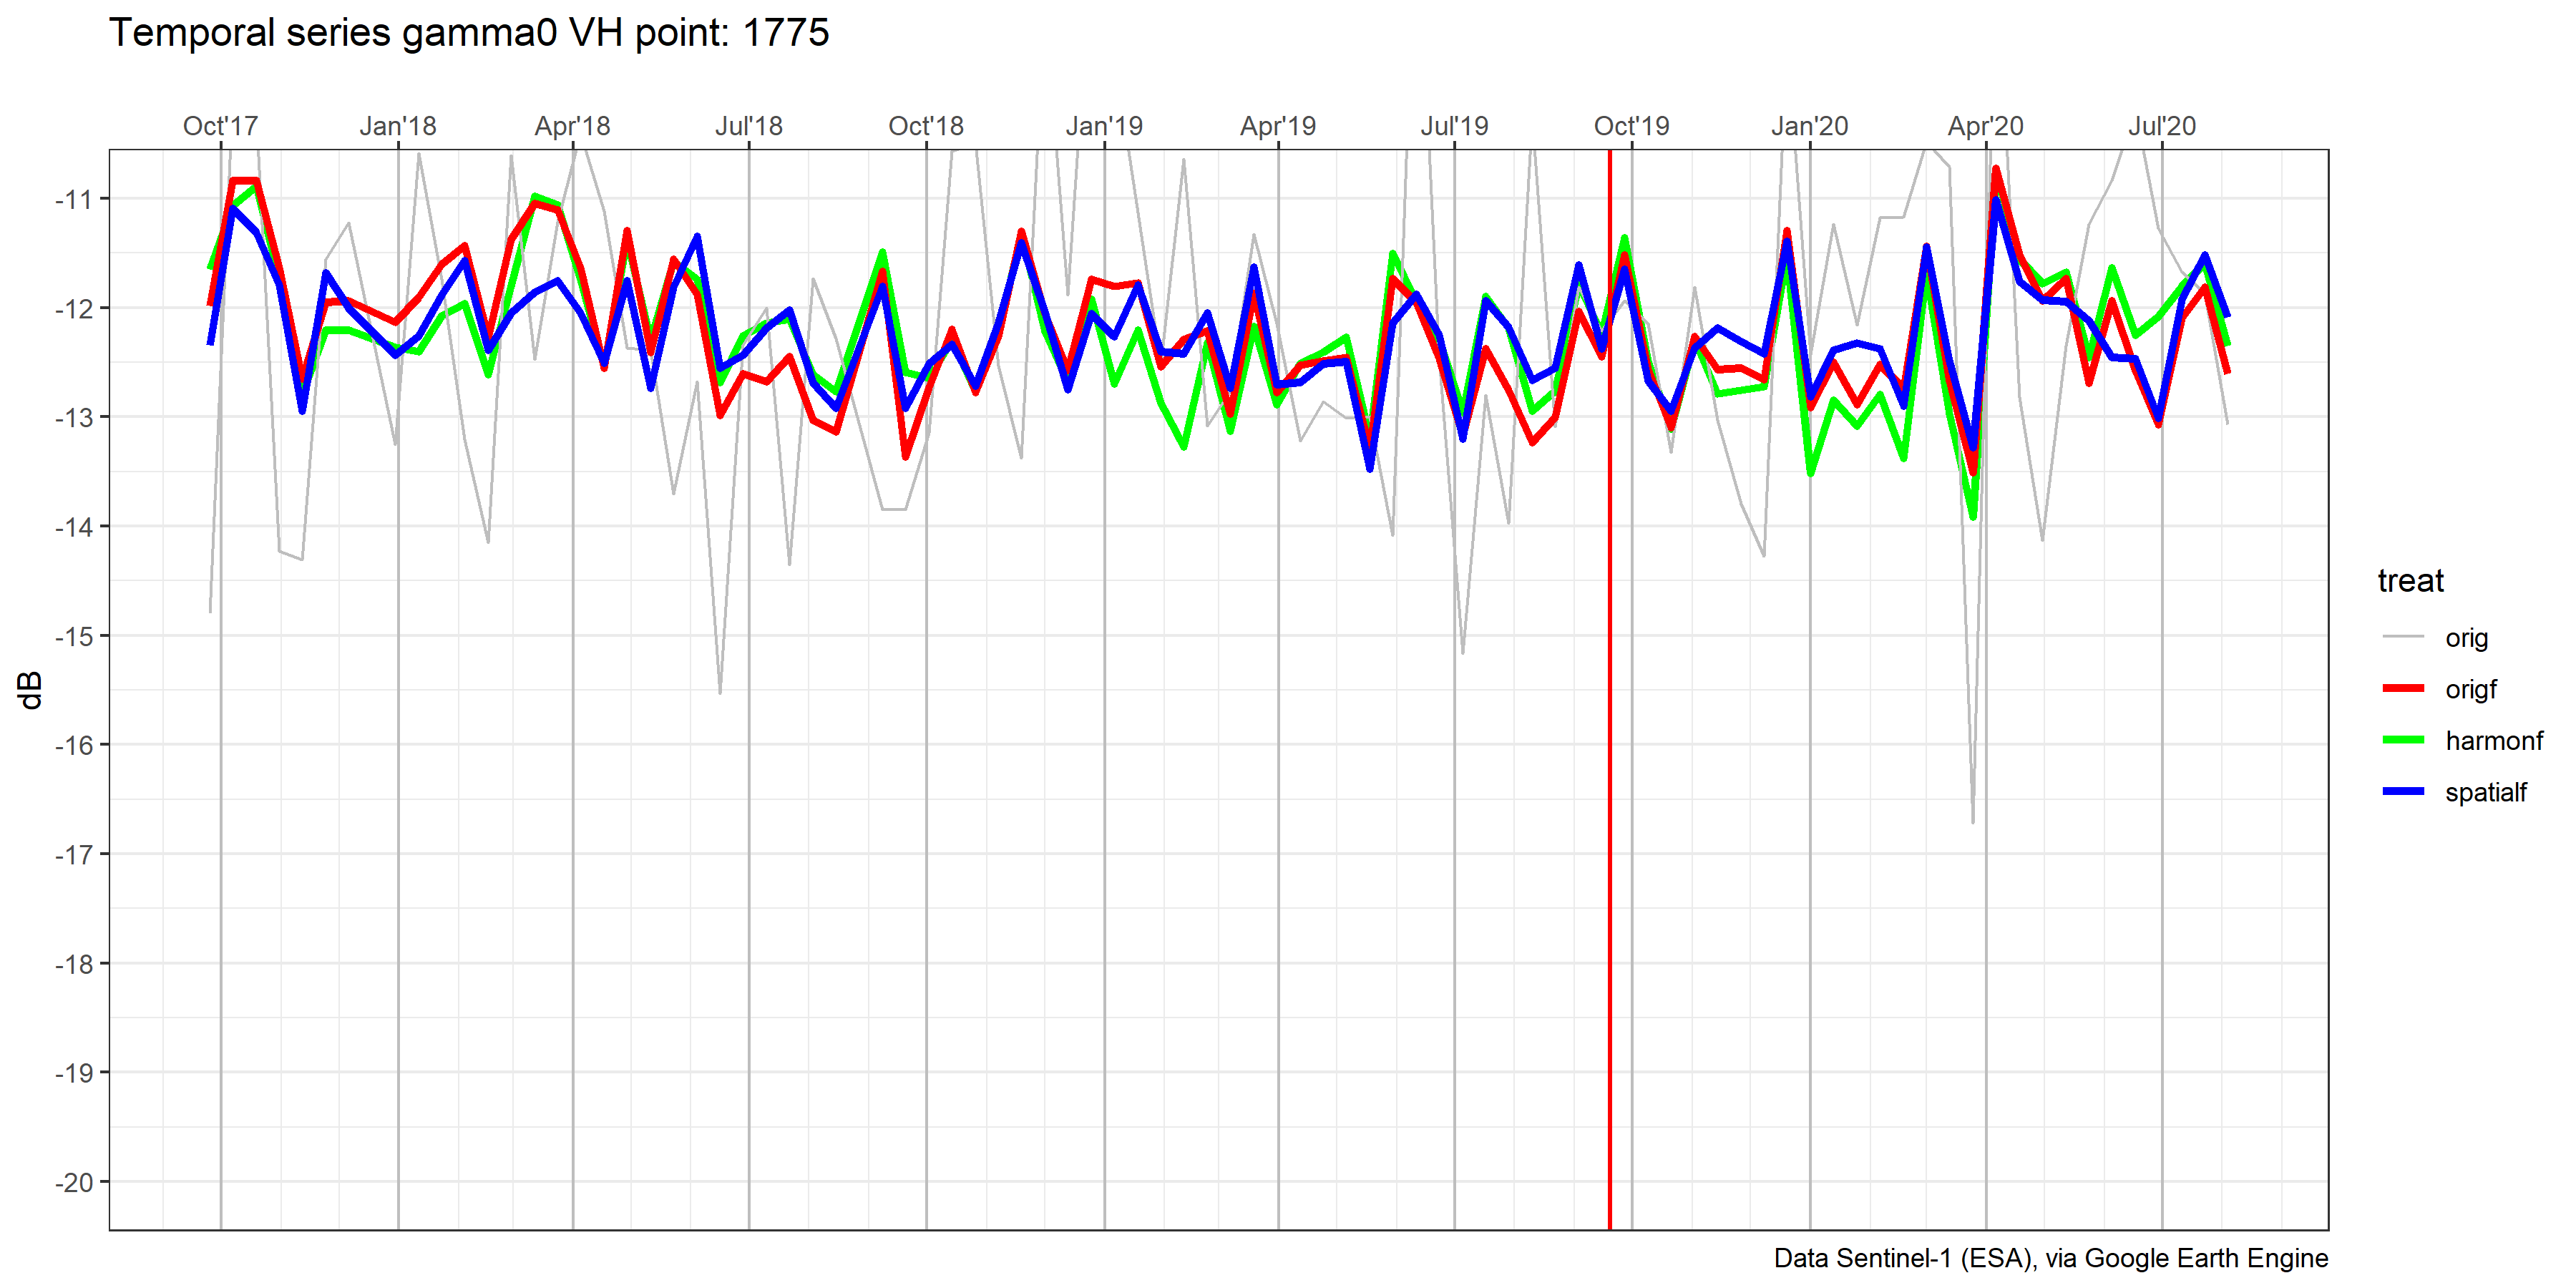 Temporal series gamma0 VH point: 1775
Oct'17 Jan'18 Apr'18 Jul'18 Oct'18 Jan'19 Apr'19 Jul'19 Oct'19 Jan'20 Apr'20 Jul'20
-11
-12
-13
-14
-15
-16
-17
-18
-19
-20
dB
treat
orig
origf
harmonf
spatialf
Data Sentinel-1 (ESA), via Google Earth Engine